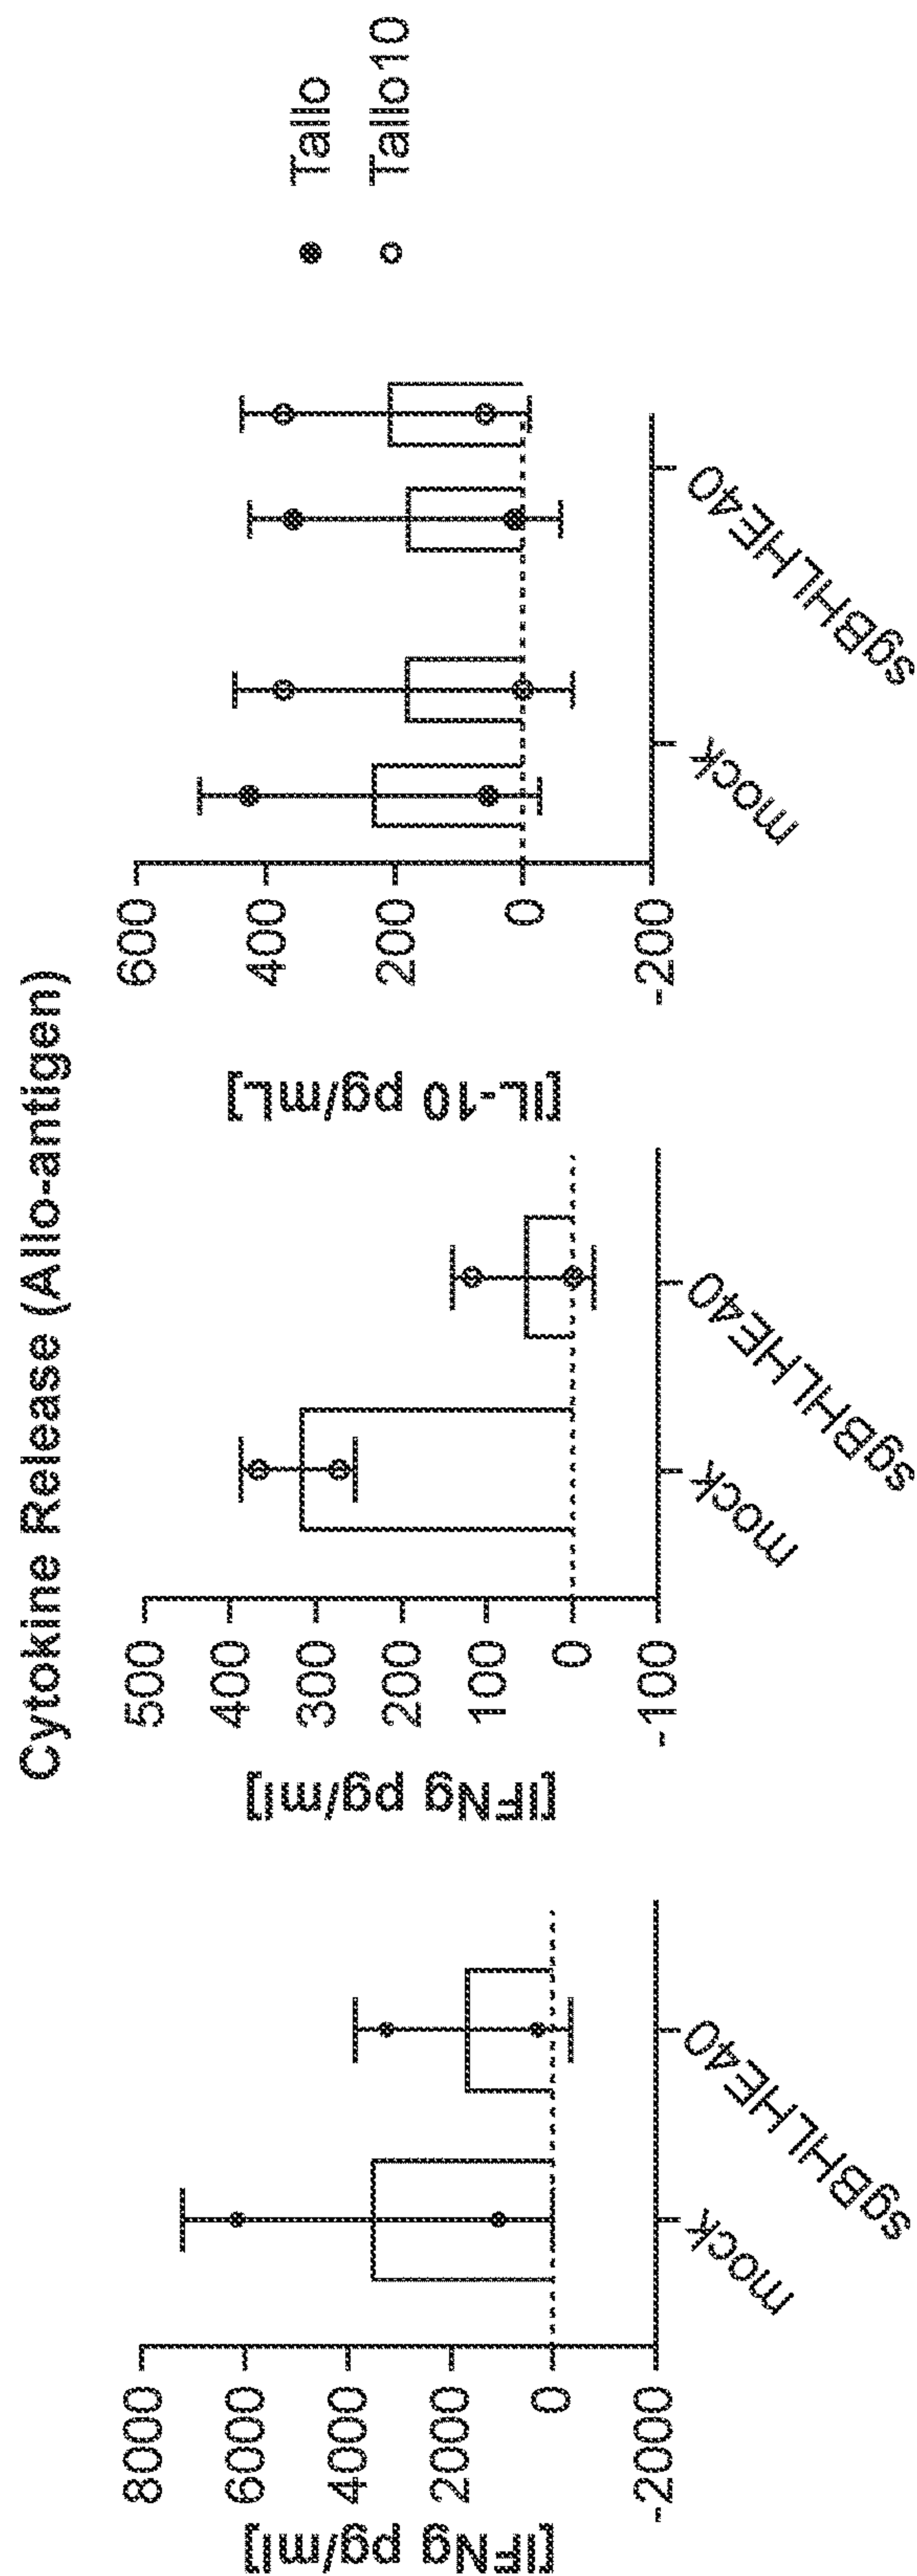 Cytokine Release (Allo-antigen)
[IFNg pg/ml]
8000
6000
4000
2000
0
-2000
mock
sgBHLHE40
[IFNg pg/ml]
500
400
300
200
100
0
-100
mock
sgBHLHE40
[IL-10 pg/mL]
600
400
200
0
-200
mock
sgBHLHE40
Tallo
Tallo10